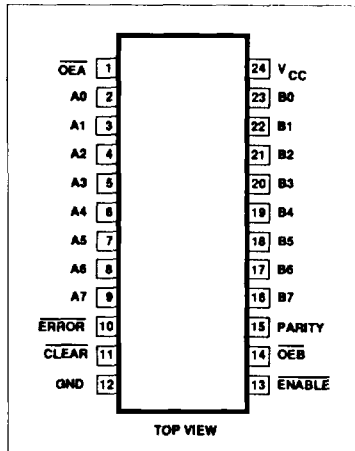 OEA 1 24 VCC
A0 2 23 B0
A1 3 22 B1
A2 4 21 B2
A3 5 20 B3
A4 6 19 B4
A5 7 18 B5
A6 8 17 B6
A7 9 16 B7
ERROR 10 15 PARITY
CLEAR 11 14 OEB
GND 12 13 ENABLE
TOP VIEW